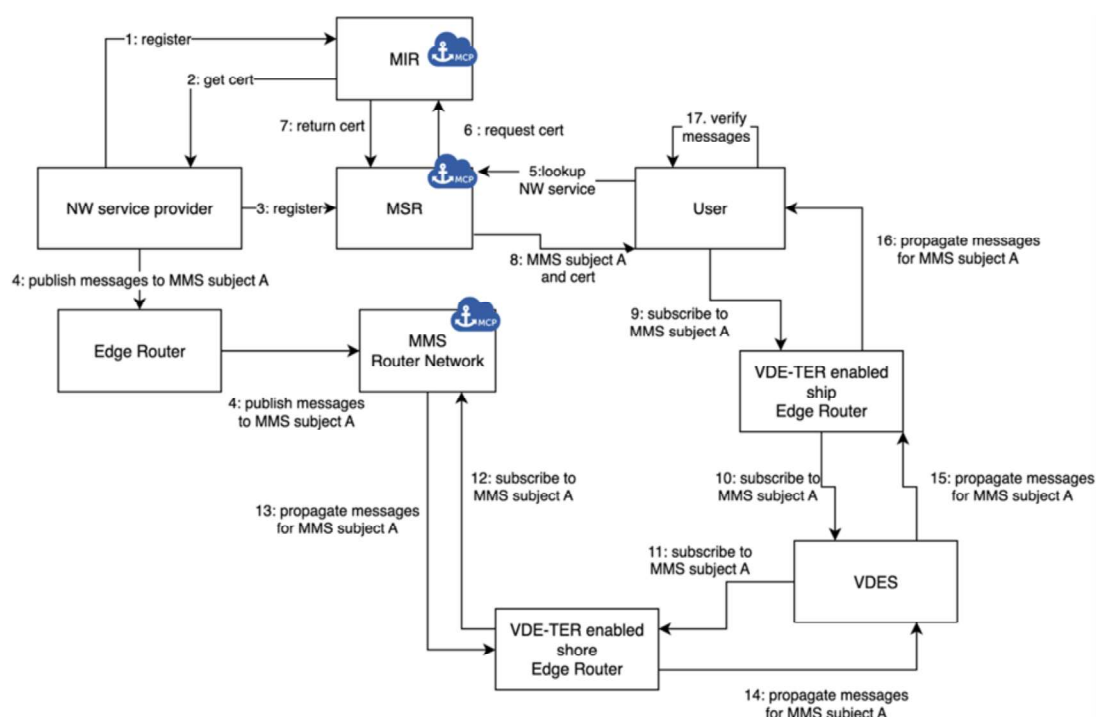 1: register
MIR
MCP
2: get cert
7: return cert
6 : request cert
17. verify
messages
MCP
5:lookup
NW service
NW service provider
3: register
MSR
User
8: MMS subject A
and cert
16: propagate messages
for MMS subject A
4: publish messages to MMS subject A
9: subscribe to
MMS subject A
MCP
Edge Router
MMS
Router Network
VDE-TER enabled
ship
Edge Router
4: publish messages
to MMS subject A
12: subscribe to
MMS subject A
10: subscribe to
MMS subject A
15: propagate messages
for MMS subject A
13: propagate messages
for MMS subject A
11: subscribe to
MMS subject A
VDES
VDE-TER enabled
shore
Edge Router
14: propagate messages
for MMS subject A